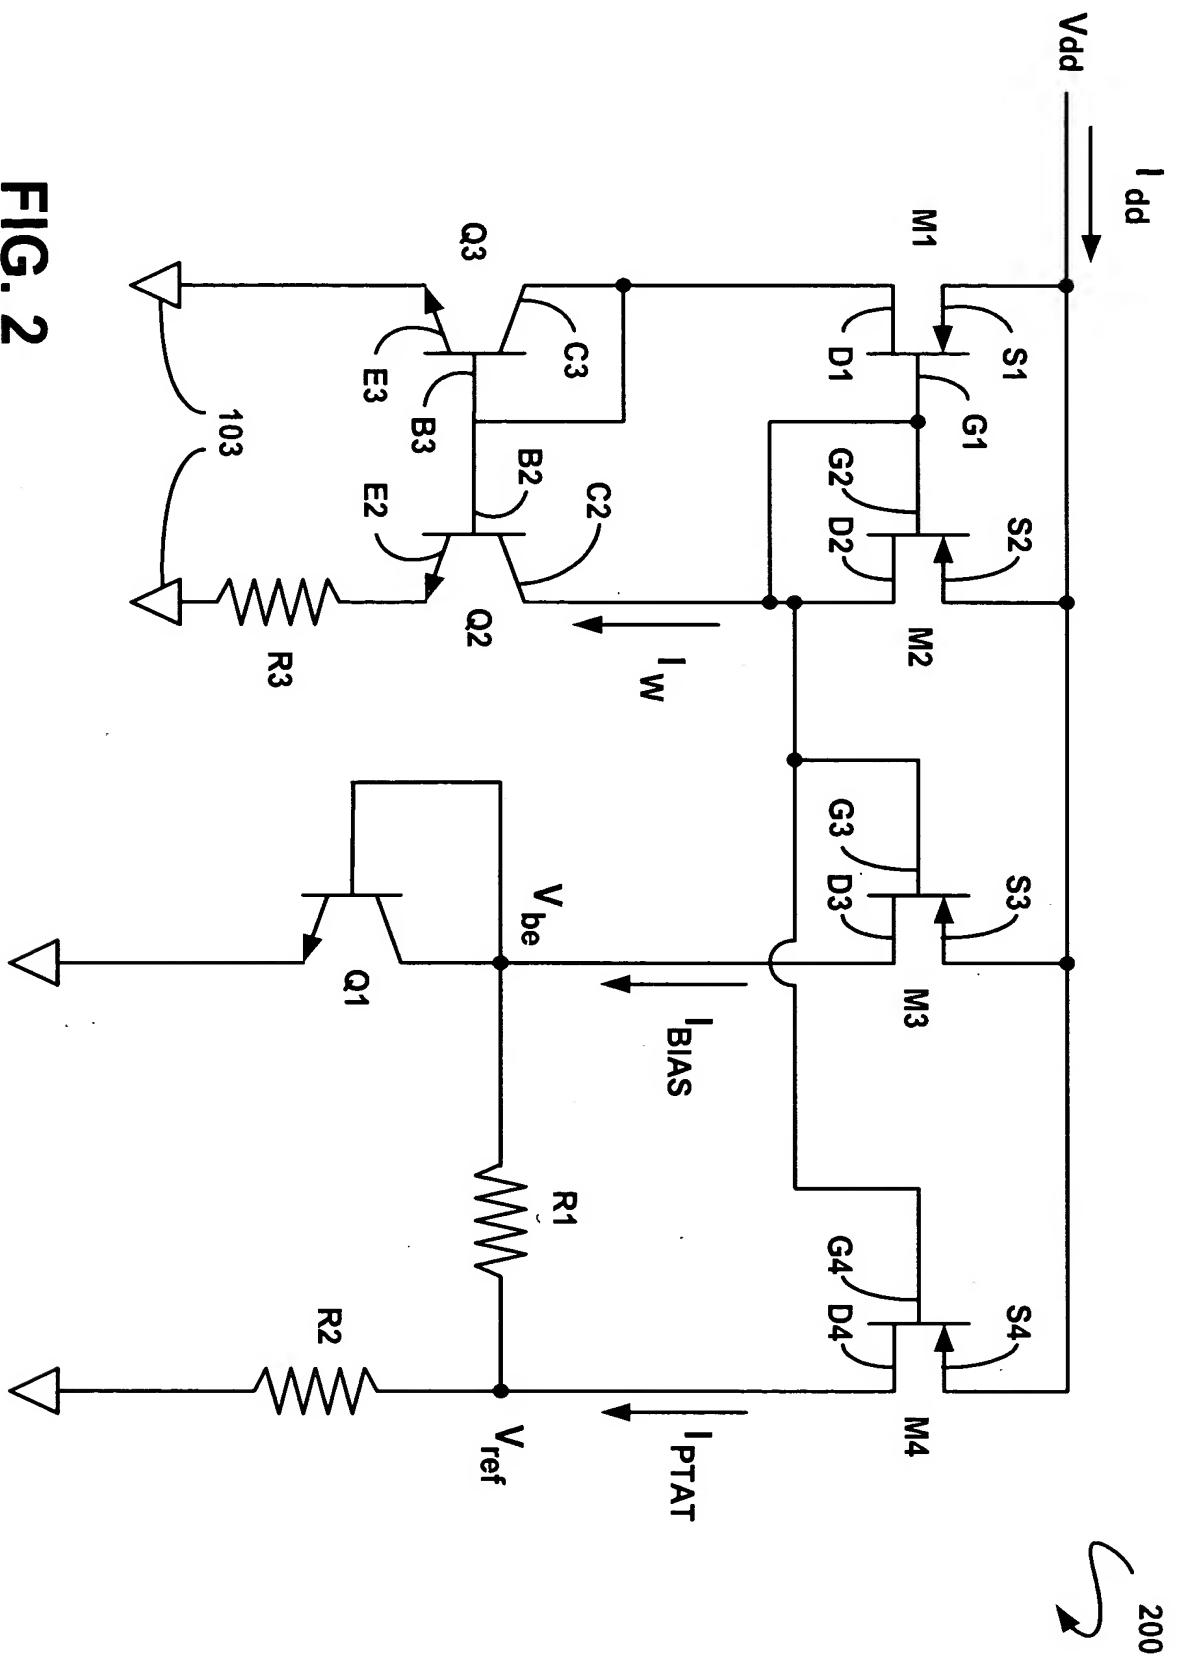 200
I dd
Vdd
S1
S2
S3
S4
M1
G1
G2
M2
G3
M3
G4
M4
D1
D2
D3
D4
C3
C2
I W
I BIAS
I PTAT
Q3
B2
V be
R1
V ref
B3
Q2
E3
E2
Q1
R2
103
R3
FIG. 2